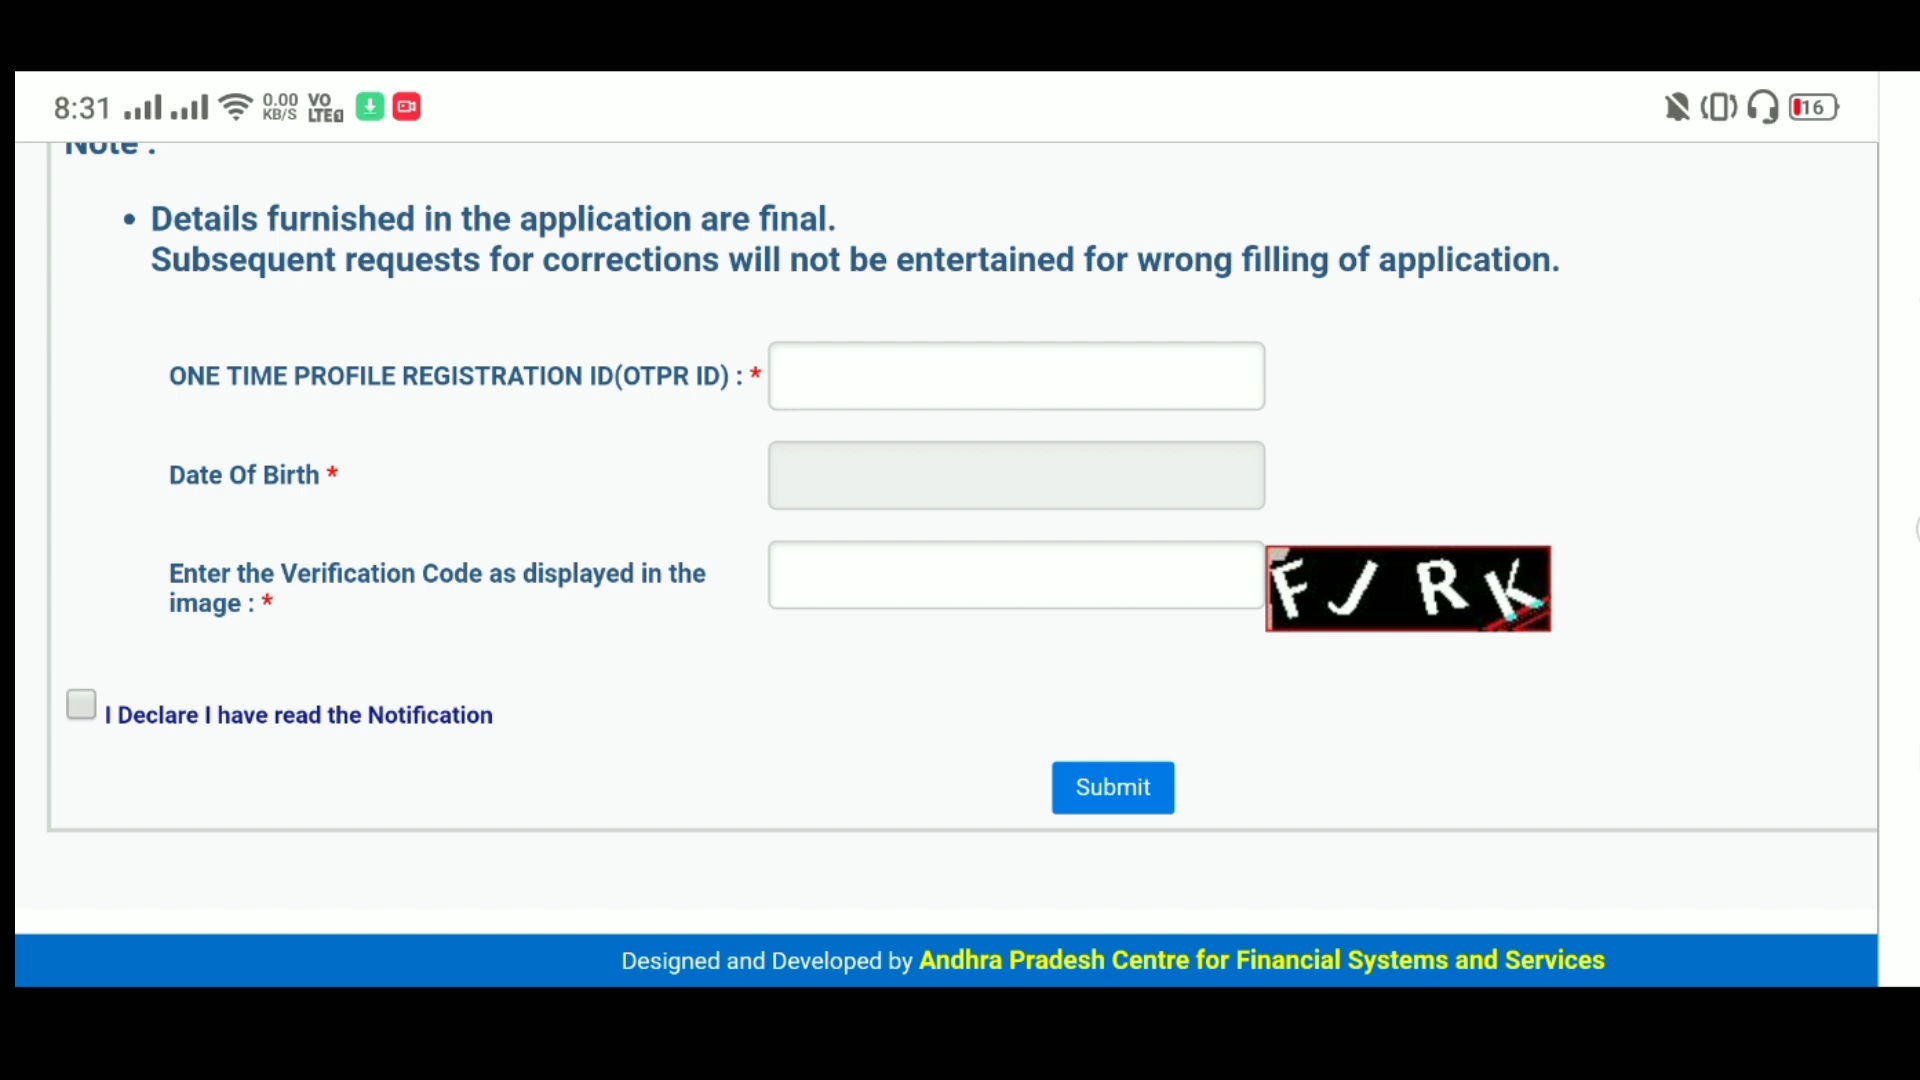 8:31 0.00 KB/S VO LTE 16
Note :
• Details furnished in the application are final.
Subsequent requests for corrections will not be entertained for wrong filling of application.
ONE TIME PROFILE REGISTRATION ID(OTPR ID) : *
Date Of Birth *
Enter the Verification Code as displayed in the
image : *
F J R K
I Declare I have read the Notification
Submit
Designed and Developed by Andhra Pradesh Centre for Financial Systems and Services